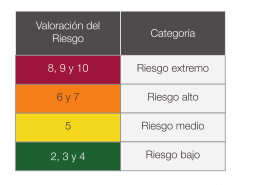 Valoración del
Riesgo
Categoría
8, 9 y 10
Riesgo extremo
6 y 7
Riesgo alto
5
Riesgo medio
2, 3 y 4
Riesgo bajo